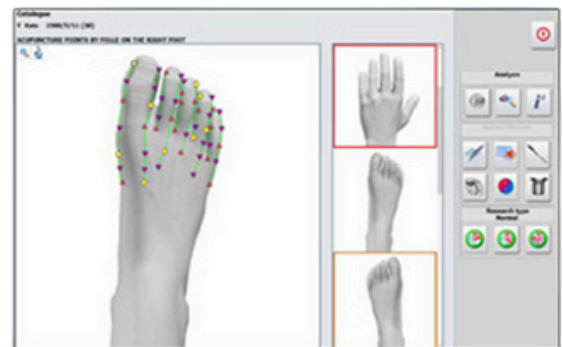 Catalogue
ACUPUNCTURE POINTS BY FOLLE ON THE RIGHT FOOT
Analysis
Research type
Normal